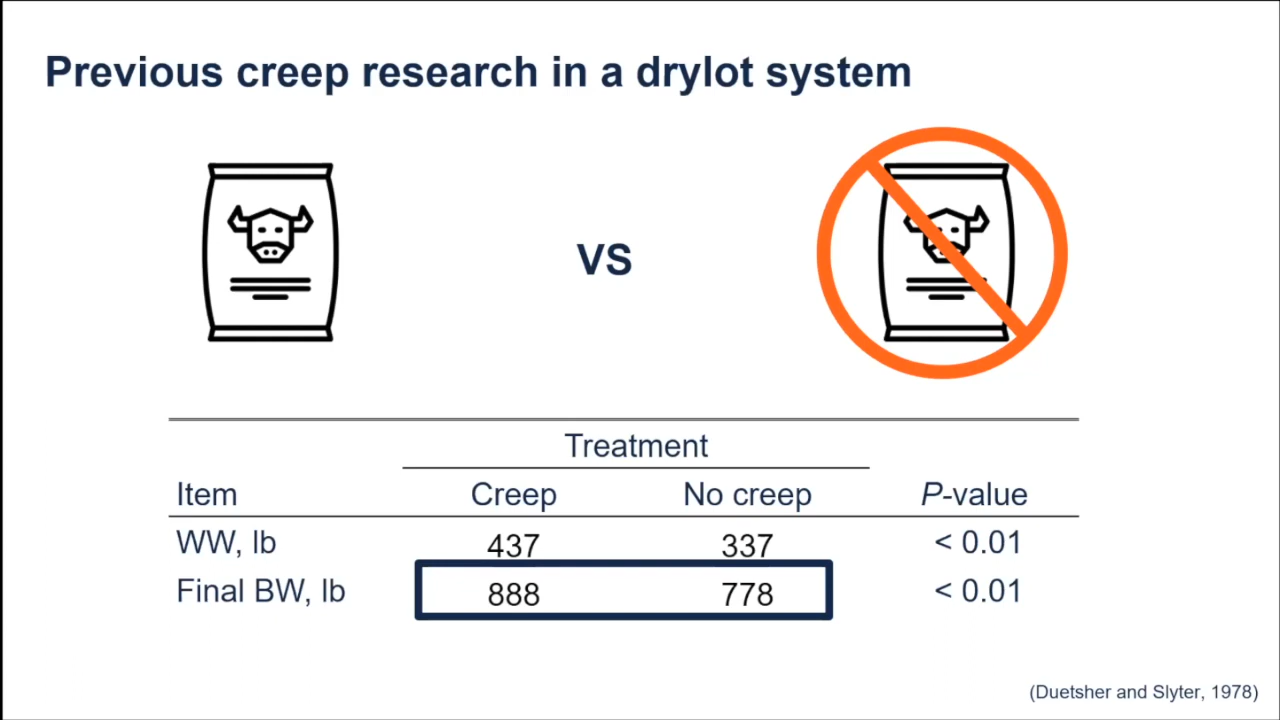 Previous creep research in a drylot system
VS
Treatment
Item Creep No creep P-value
WW, lb 437 337 < 0.01
Final BW, lb 888 778 < 0.01
(Duetsher and Slyter, 1978)